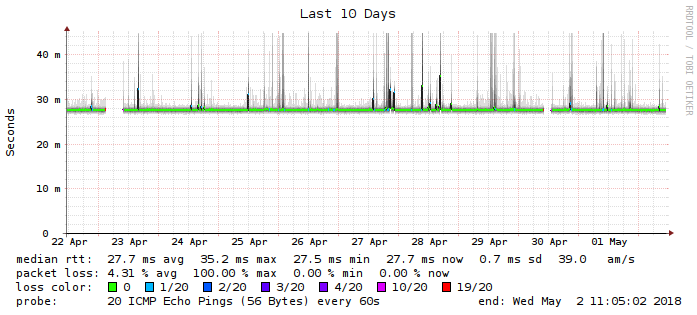 Last 10 Days
RRDTOOL / TOBI OETIKER
Seconds
40 m
30 m
20 m
10 m
0
22 Apr 23 Apr 24 Apr 25 Apr 26 Apr 27 Apr 28 Apr 29 Apr 30 Apr 01 May
median rtt: 27.7 ms avg 35.2 ms max 27.5 ms min 27.7 ms now 0.7 ms sd 39.0 am/s
packet loss: 4.31 % avg 100.00 % max 0.00 % min 0.00 % now
loss color: 0 1/20 2/20 3/20 4/20 10/20 19/20
probe: 20 ICMP Echo Pings (56 Bytes) every 60s end: Wed May 2 11:05:02 2018